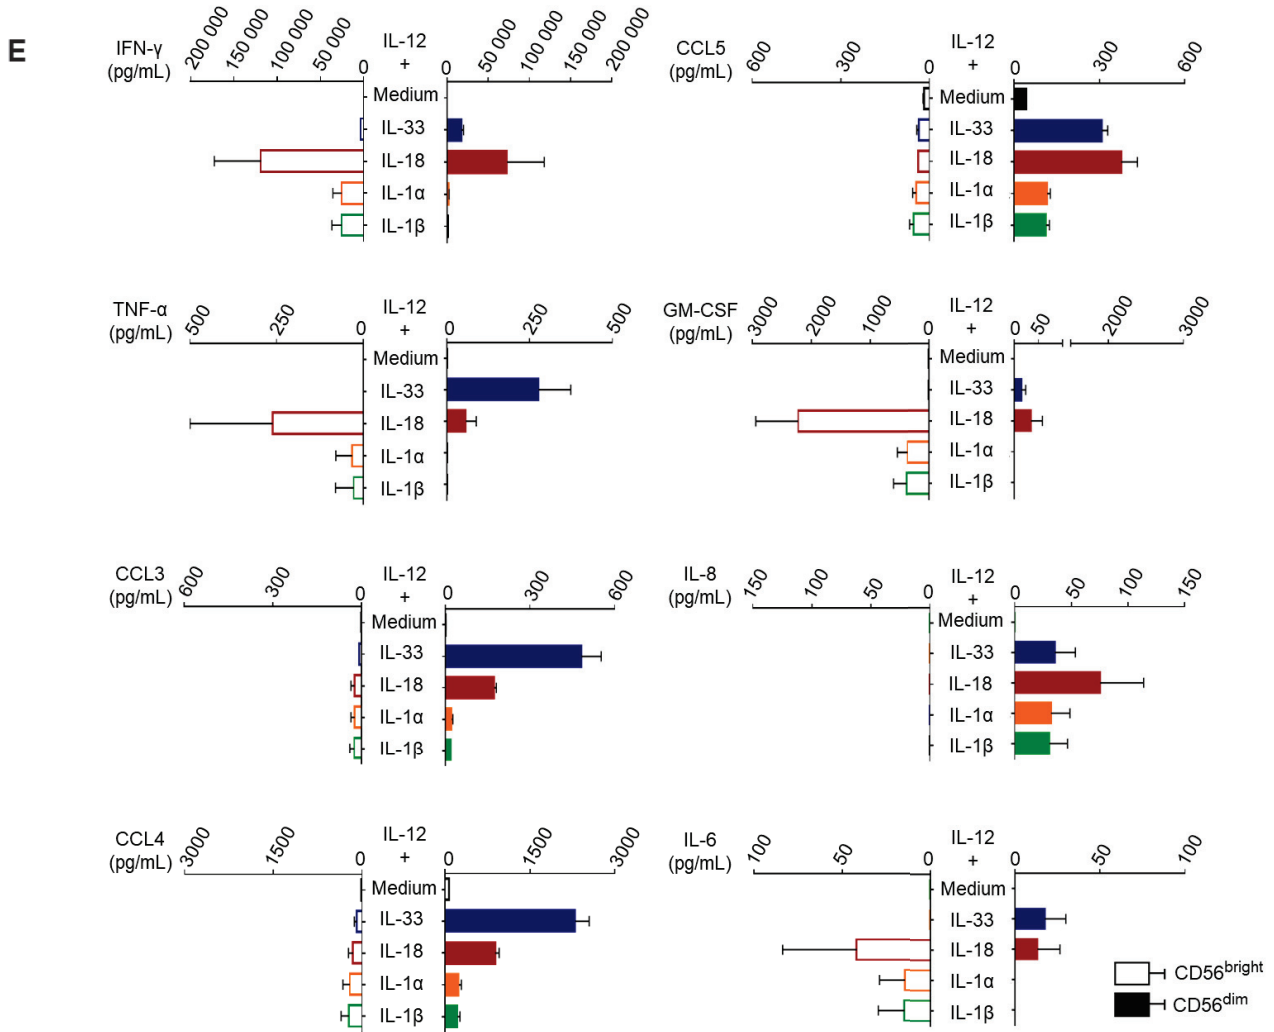 E
IFN-γ
(pg/mL)
200 000
150 000
100 000
50 000
0
IL-12
+
0
50 000
100 000
150 000
200 000
Medium
IL-33
IL-18
IL-1α
IL-1β
CCL5
(pg/mL)
600
300
0
IL-12
+
0
300
600
Medium
IL-33
IL-18
IL-1α
IL-1β
TNF-α
(pg/mL)
500
250
0
IL-12
+
0
250
500
Medium
IL-33
IL-18
IL-1α
IL-1β
GM-CSF
(pg/mL)
3000
2000
1000
0
IL-12
+
0
50
2000
3000
Medium
IL-33
IL-18
IL-1α
IL-1β
CCL3
(pg/mL)
600
300
0
IL-12
+
0
300
600
Medium
IL-33
IL-18
IL-1α
IL-1β
IL-8
(pg/mL)
150
100
50
0
IL-12
+
0
50
100
150
Medium
IL-33
IL-18
IL-1α
IL-1β
CCL4
(pg/mL)
3000
1500
0
IL-12
+
0
1500
3000
Medium
IL-33
IL-18
IL-1α
IL-1β
IL-6
(pg/mL)
100
50
0
IL-12
+
0
50
100
Medium
IL-33
IL-18
IL-1α
IL-1β
CD56bright
CD56dim